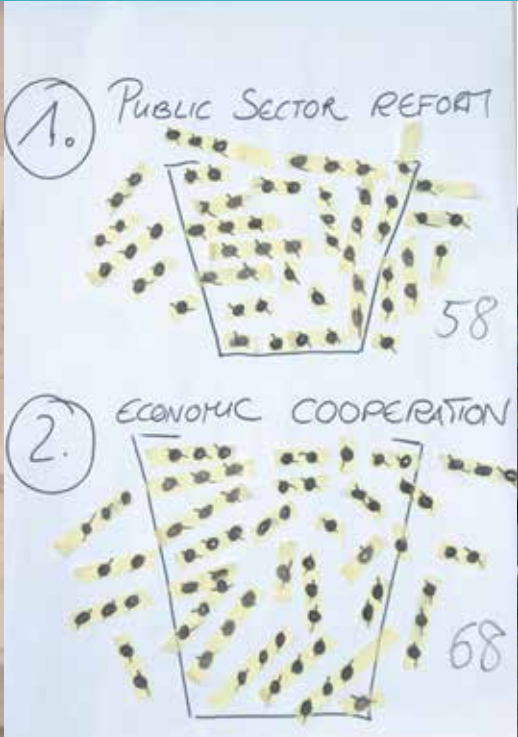 1. PUBLIC SECTOR REFORM
58
2. ECONOMIC COOPERATION
68